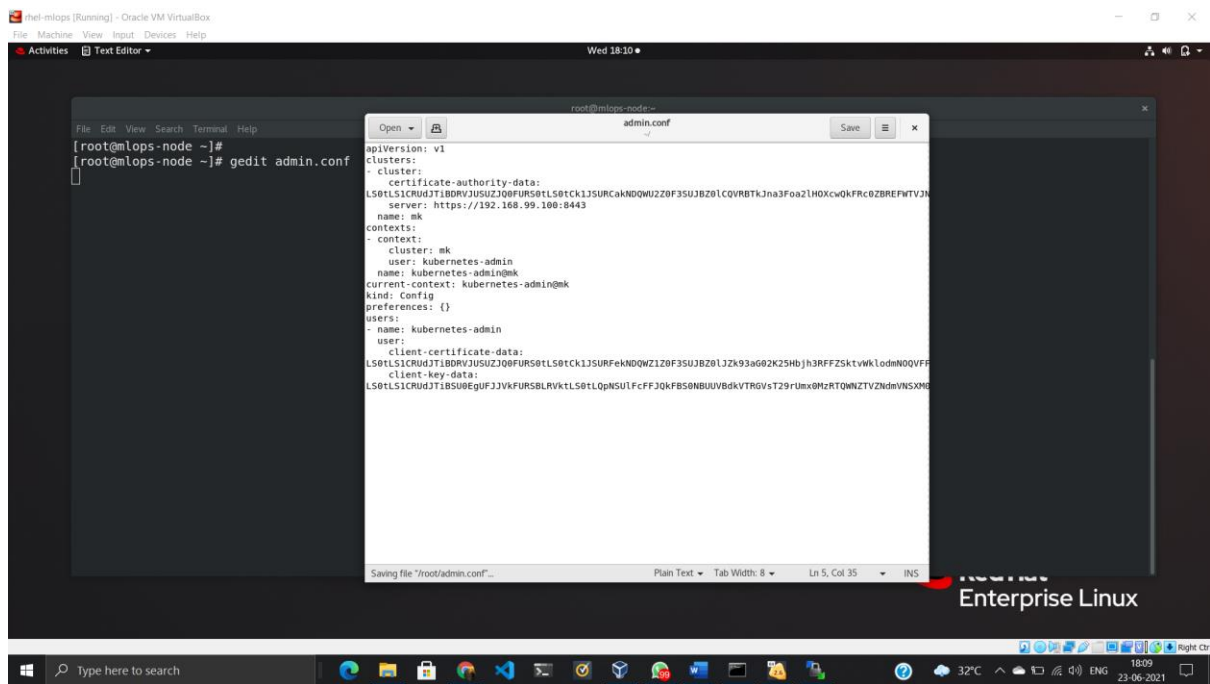 rhel-mlops [Running] - Oracle VM VirtualBox
File Machine View Input Devices Help
Activities Text Editor Wed 18:10
root@mlops-node:~
File Edit View Search Terminal Help
[root@mlops-node ~]#
[root@mlops-node ~]# gedit admin.conf
Open admin.conf Save
~/
apiVersion: v1
clusters:
- cluster:
certificate-authority-data:
server: https://192.168.99.100:8443
name: mk
contexts:
- context:
cluster: mk
user: kubernetes-admin
name: kubernetes-admin@mk
current-context: kubernetes-admin@mk
kind: Config
preferences: {}
users:
- name: kubernetes-admin
user:
client-certificate-data:
client-key-data:
Saving file "/root/admin.conf"... Plain Text Tab Width: 8 Ln 5, Col 35 INS
Enterprise Linux
Right Ctr
Type here to search 99 32°C ENG 18:09
23-06-2021